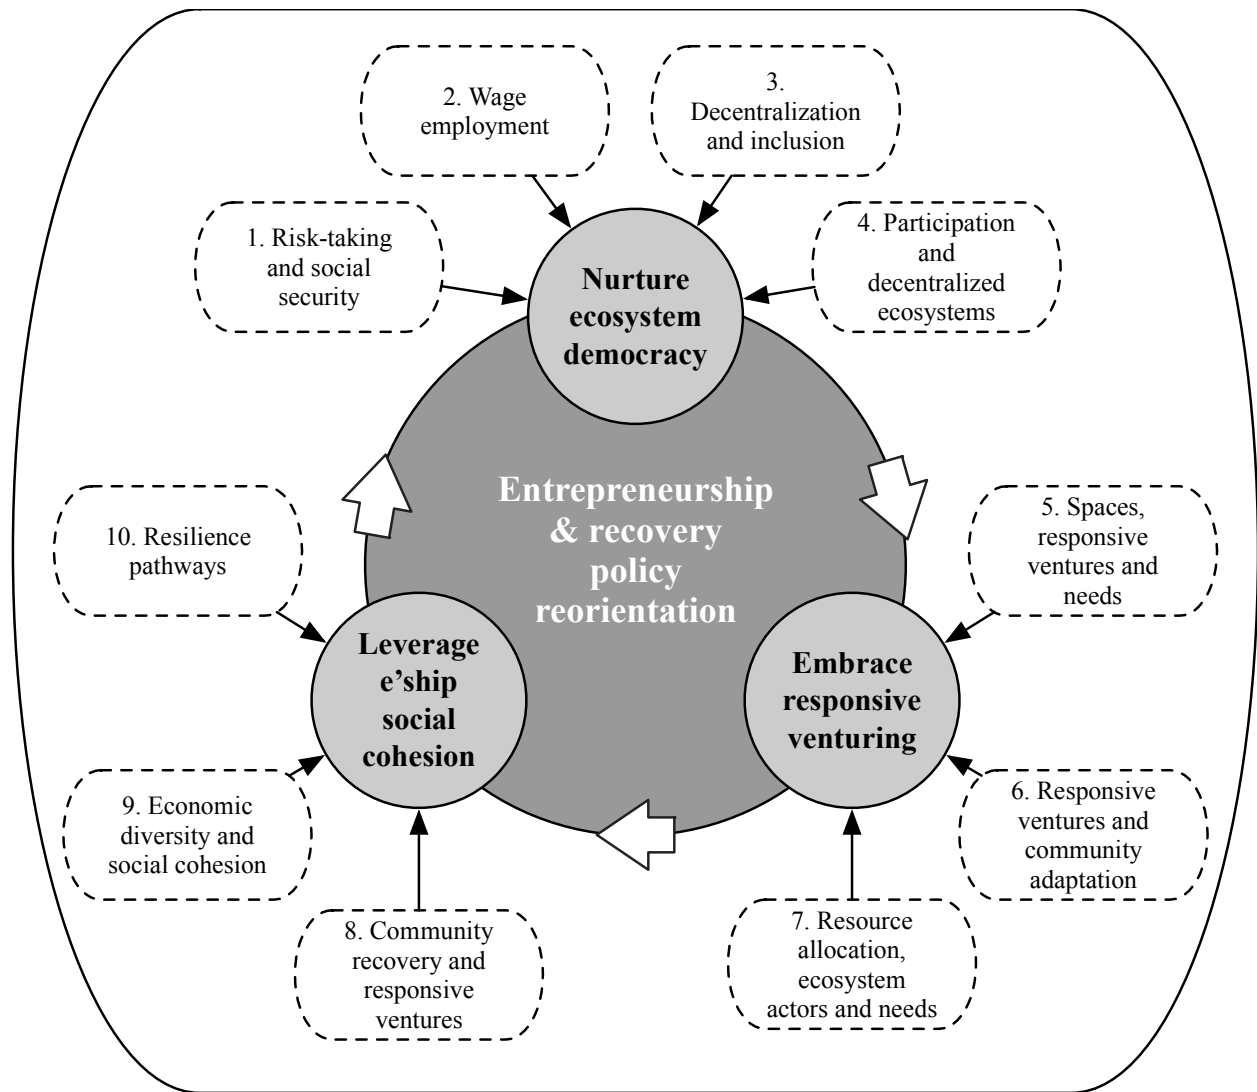 2. Wage
employment
3.
Decentralization
and inclusion
1. Risk-taking
and social
security
4. Participation
and
decentralized
ecosystems
Nurture
ecosystem
democracy
Entrepreneurship
& recovery
policy
reorientation
10. Resilience
pathways
5. Spaces,
responsive
ventures and
needs
Leverage
e’ship
social
cohesion
Embrace
responsive
venturing
9. Economic
diversity and
social cohesion
6. Responsive
ventures and
community
adaptation
8. Community
recovery and
responsive
ventures
7. Resource
allocation,
ecosystem
actors and needs